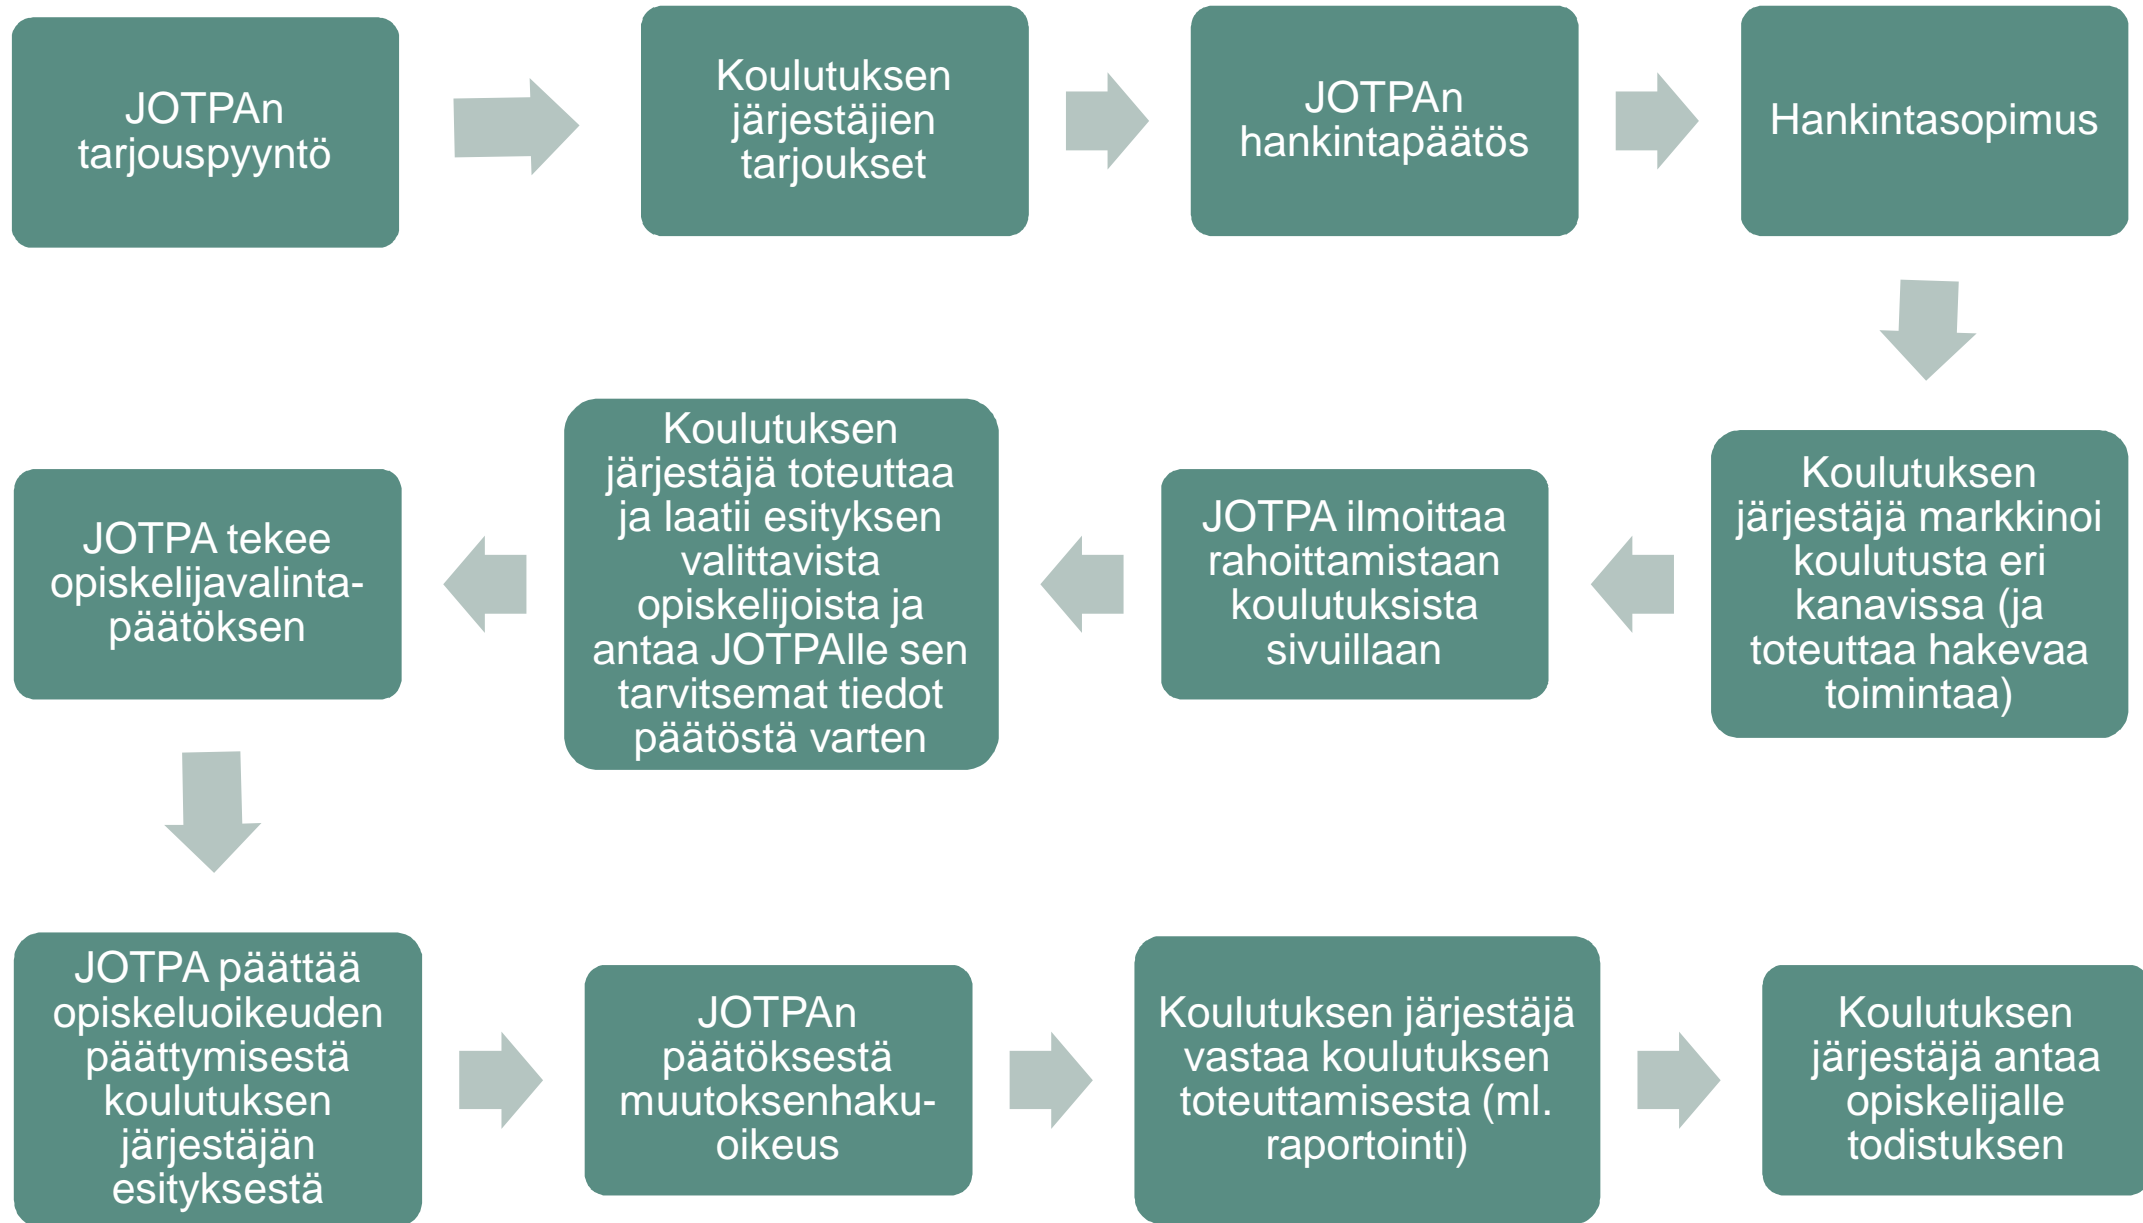 JOTPAn
tarjouspyyntö
Koulutuksen
järjestäjien
tarjoukset
JOTPAn
hankintapäätös
Hankintasopimus
Koulutuksen
järjestäjä markkinoi
koulutusta eri
kanavissa (ja
toteuttaa hakevaa
toimintaa)
JOTPA ilmoittaa
rahoittamistaan
koulutuksista
sivuillaan
Koulutuksen
järjestäjä toteuttaa
ja laatii esityksen
valittavista
opiskelijoista ja
antaa JOTPAlle sen
tarvitsemat tiedot
päätöstä varten
JOTPA tekee
opiskelijavalinta-
päätöksen
JOTPA päättää
opiskeluoikeuden
päättymisestä
koulutuksen
järjestäjän
esityksestä
JOTPAn
päätöksestä
muutoksenhaku-
oikeus
Koulutuksen järjestäjä
vastaa koulutuksen
toteuttamisesta (ml.
raportointi)
Koulutuksen
järjestäjä antaa
opiskelijalle
todistuksen